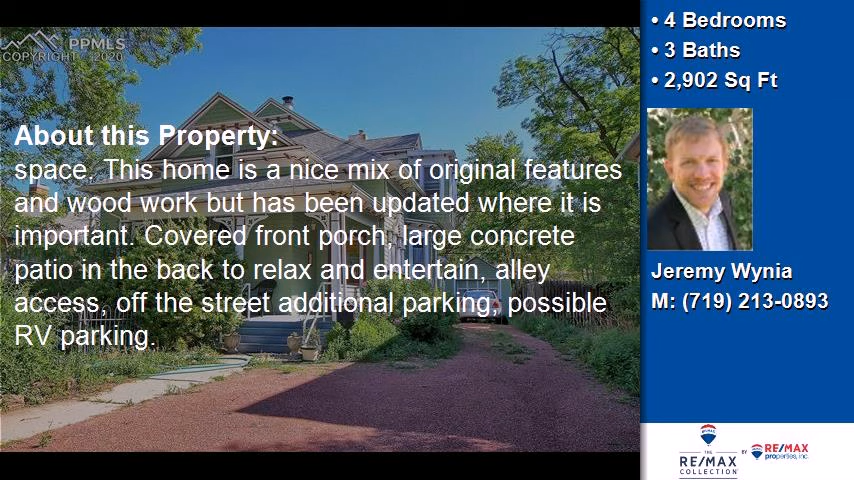 PPMLS
COPYRIGHT 2020
About this Property:
space. This home is a nice mix of original features
and wood work but has been updated where it is
important. Covered front porch, large concrete
patio in the back to relax and entertain, alley
access, off the street additional parking, possible
RV parking.
• 4 Bedrooms
• 3 Baths
• 2,902 Sq Ft
Jeremy Wynia
M: (719) 213-0893
RE/MAX
THE
RE/MAX
COLLECTION
BY
RE/MAX
properties, inc.